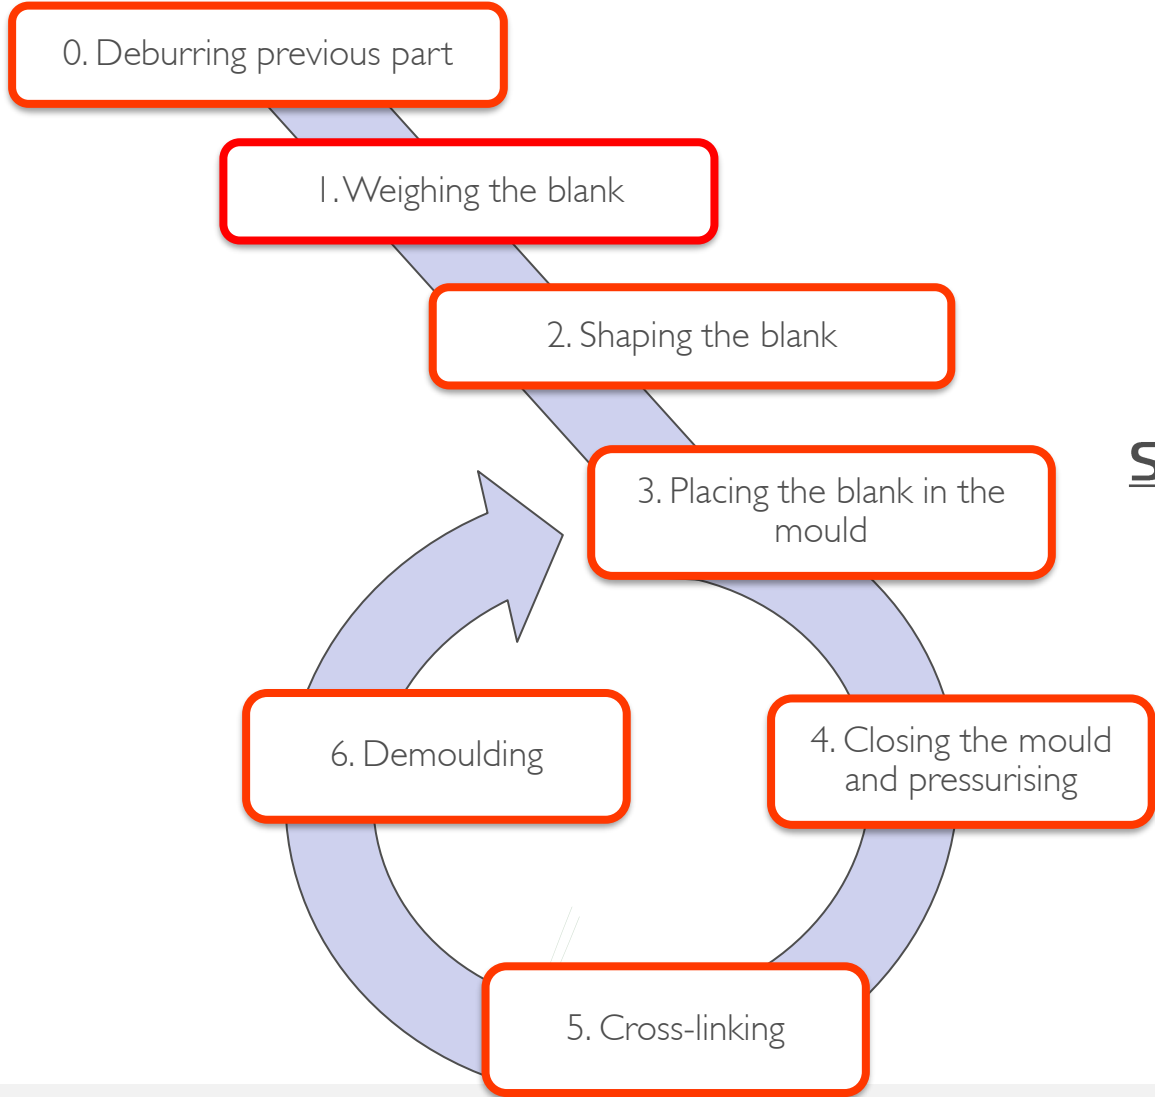 0. Deburring previous part
1. Weighing the blank
2. Shaping the blank
3. Placing the blank in the
mould
4. Closing the mould
and pressurising
5. Cross-linking
6. Demoulding